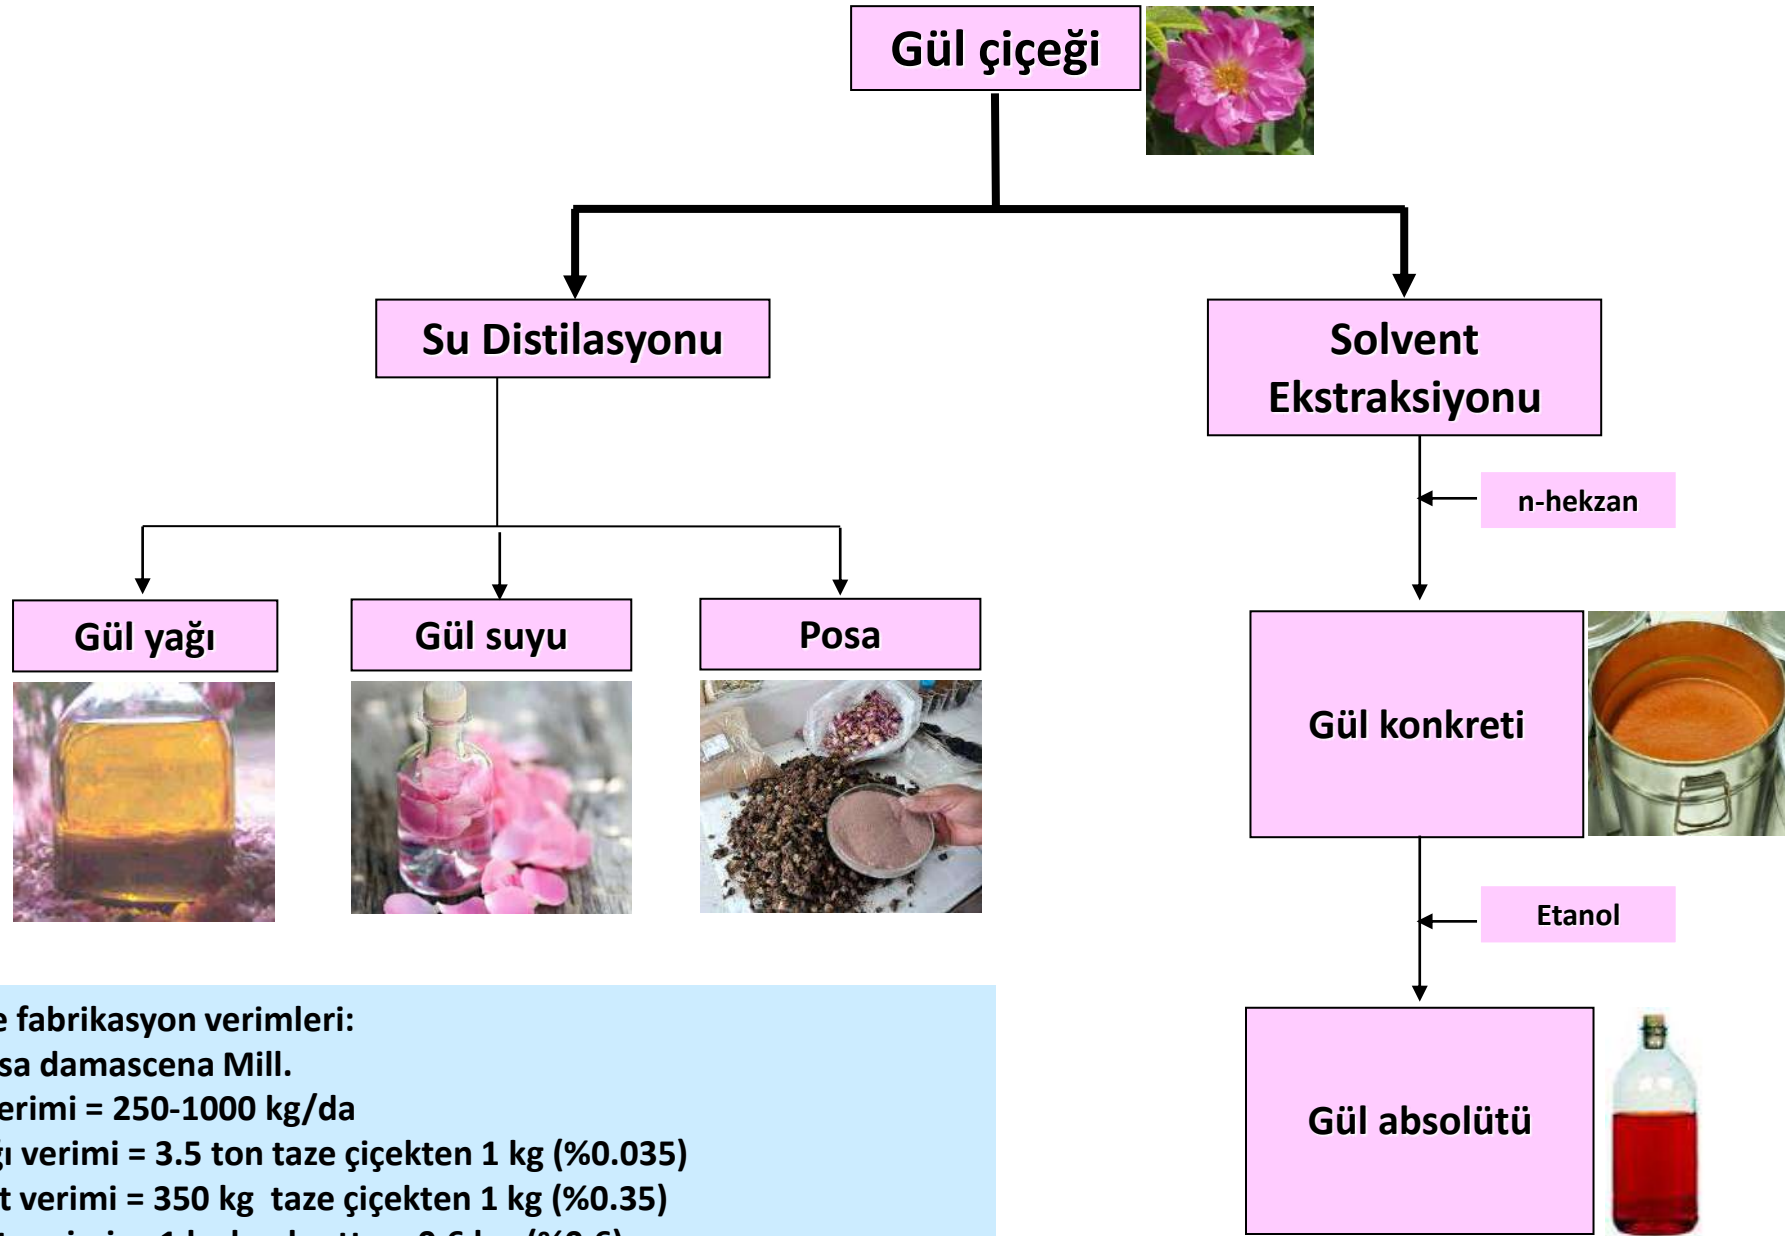 Gül çiçeği
Su Distilasyonu
Solvent
Ekstraksiyonu
n-hekzan
Gül yağı
Gül suyu
Posa
Gül konkreti
Etanol
Gül absolütü
fabrikasyon verimleri:
damascena Mill.
= 250-1000 kg/da
verimi = 3.5 ton taze çiçekten 1 kg (%0.035)
verimi = 350 kg taze çiçekten 1 kg (%0.35)